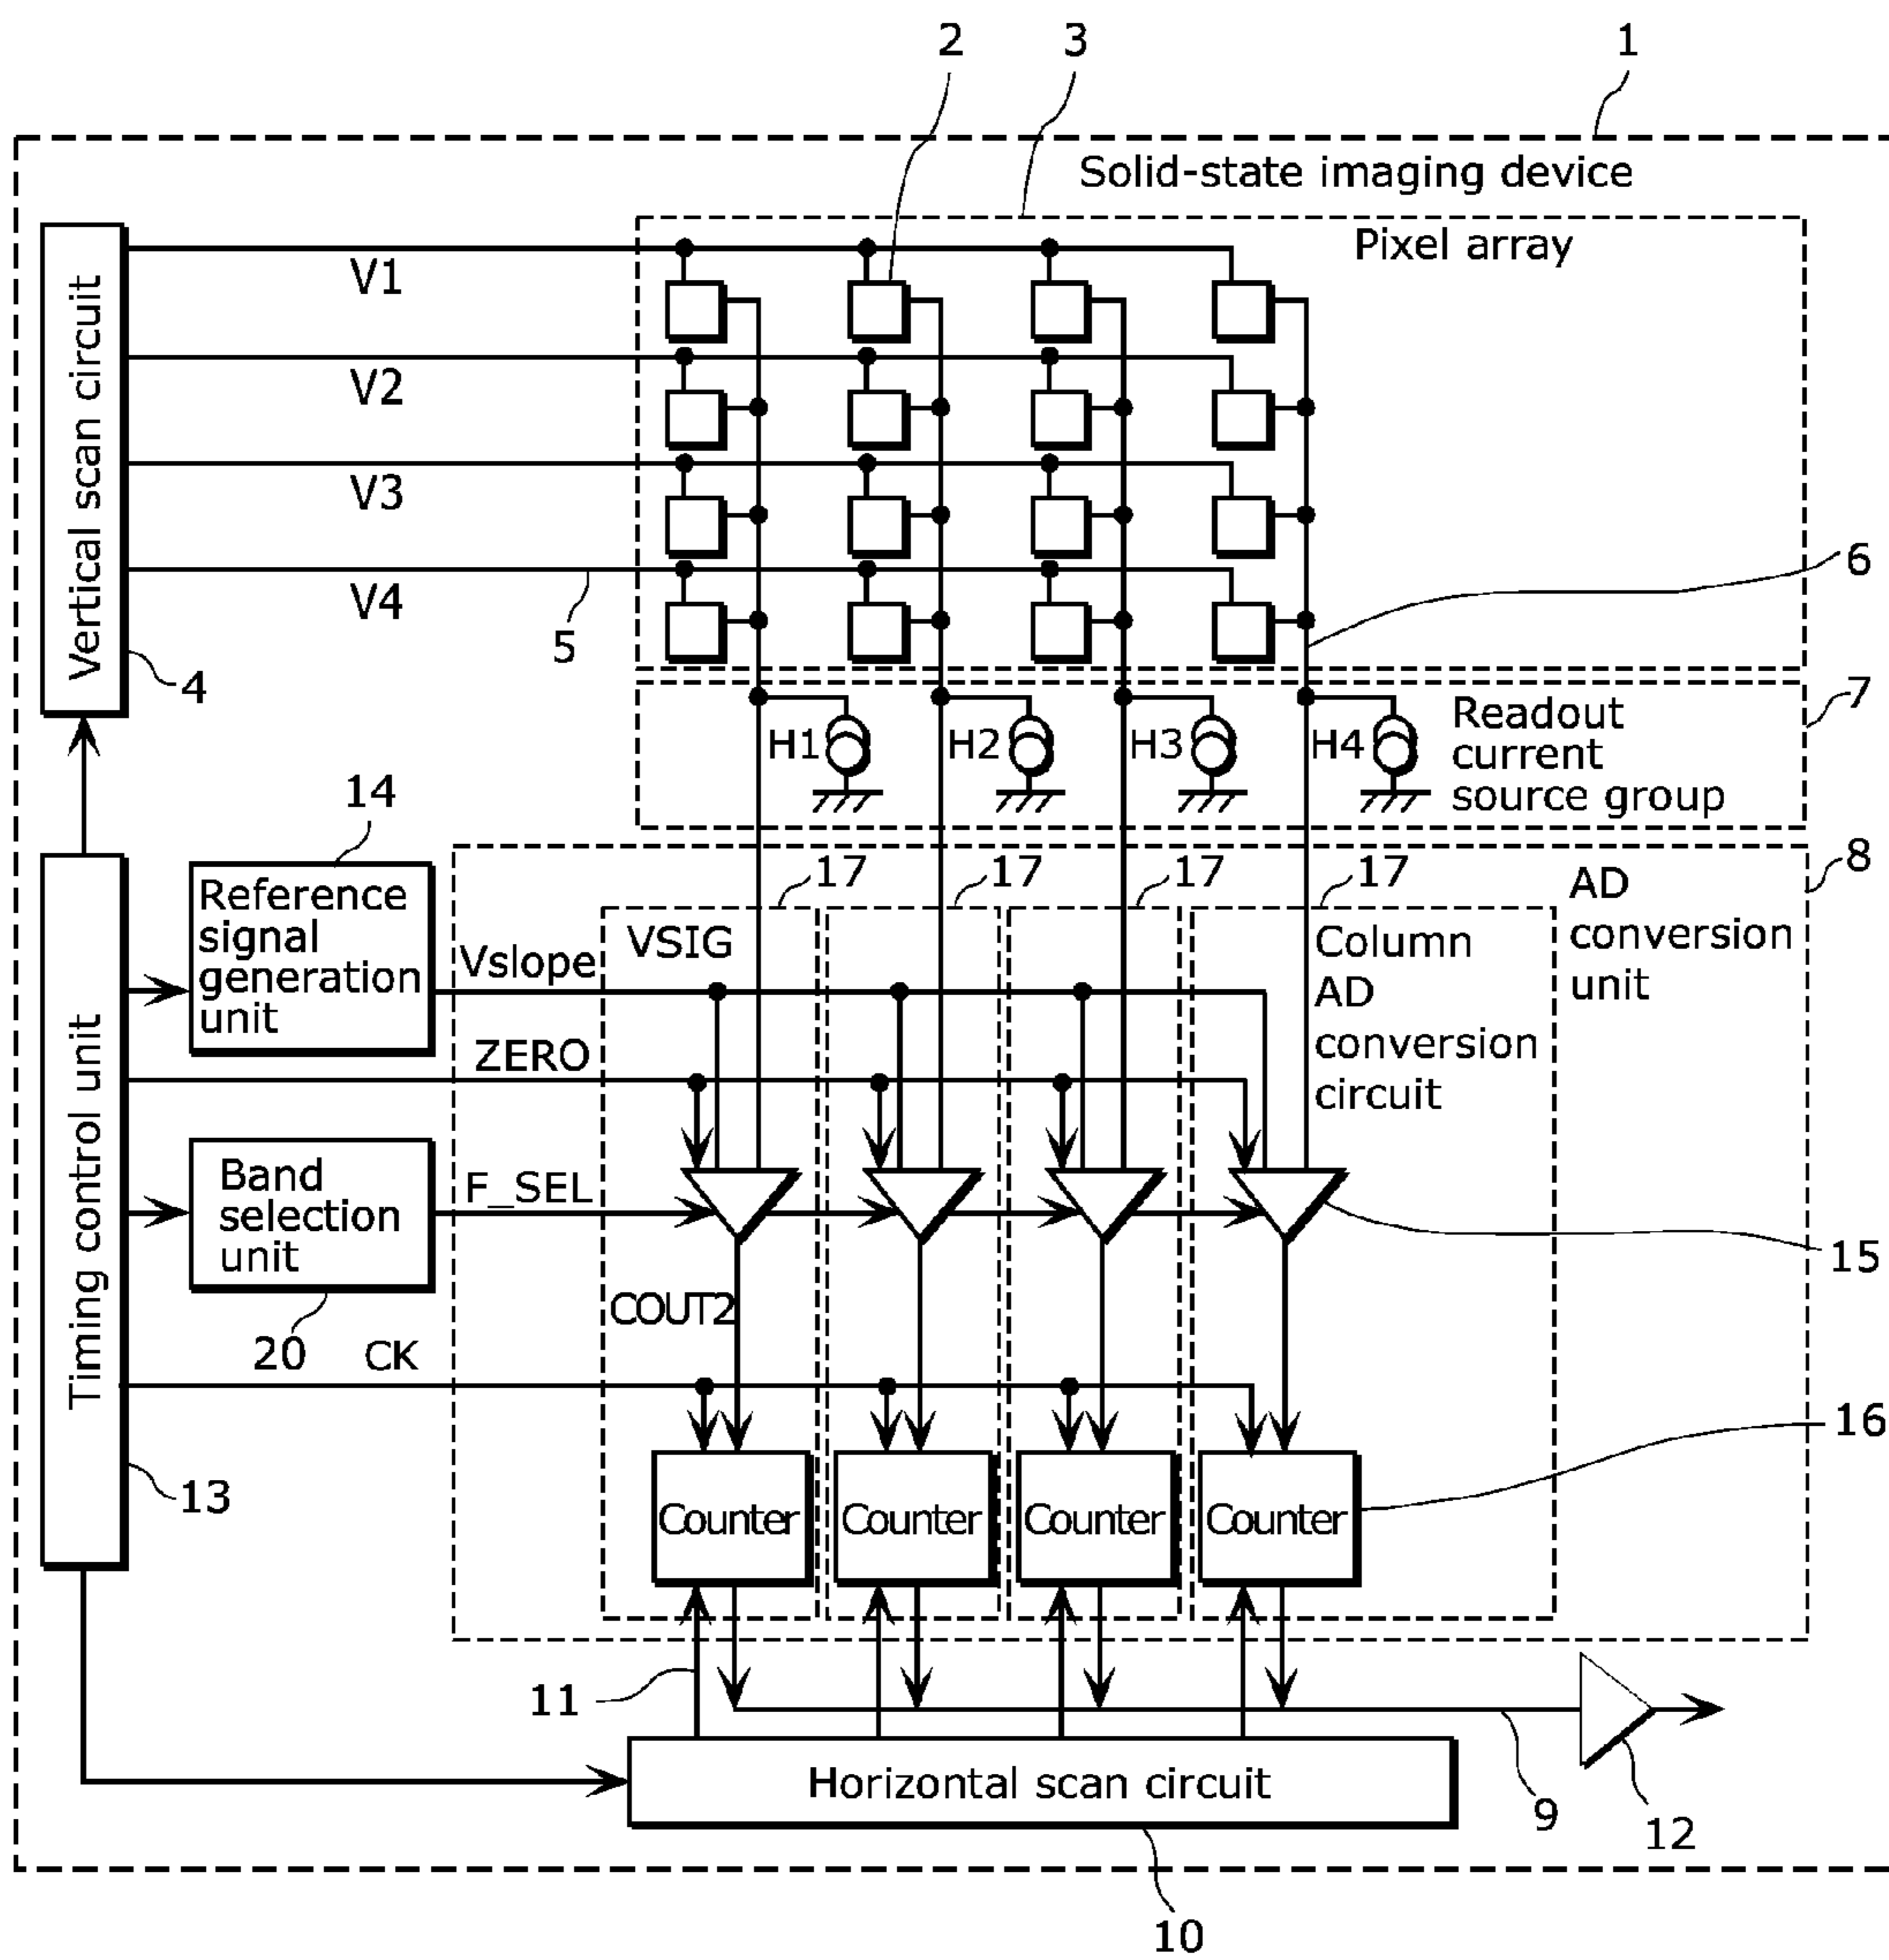 2
3
1
Solid-state imaging device
Pixel array
Vertical scan circuit
V1
V2
V3
V4
5
6
4
H1
H2
H3
H4
Readout
current
source group
7
14
Reference
signal
generation
unit
17
17
17
17
8
AD
conversion
unit
Vslope
VSIG
Column
AD
conversion
circuit
ZERO
Timing control unit
Band
selection
unit
F_SEL
15
20
COUT2
CK
16
13
Counter
Counter
Counter
Counter
11
Horizontal scan circuit
9
12
10